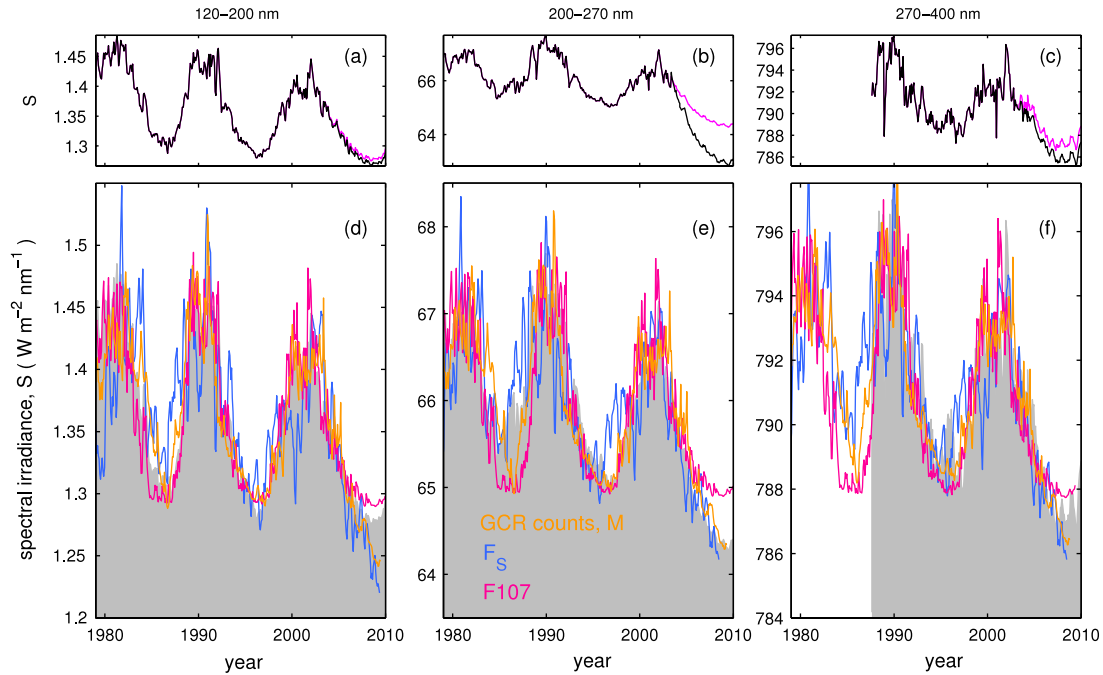 120−200 nm
200−270 nm
270−400 nm
S
1.45
1.4
1.35
1.3
(a)
66
64
(b)
796
794
792
790
788
786
(c)
spectral irradiance, S ( W m−2 nm−1)
1.5
1.45
1.4
1.35
1.3
1.25
1.2
(d)
1980
1990
2000
2010
year
68
67
66
65
64
(e)
GCR counts, M
FS
F107
1980
1990
2000
2010
year
796
794
792
790
788
786
784
(f)
1980
1990
2000
2010
year